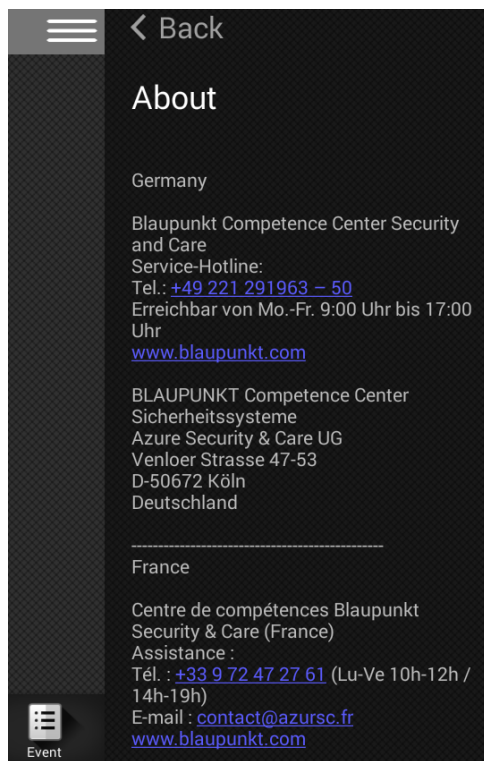 Back
About
Germany
Blaupunkt Competence Center Security
and Care
Service-Hotline:
Tel.: +49 221 291963 – 50
Erreichbar von Mo.-Fr. 9:00 Uhr bis 17:00
Uhr
www.blaupunkt.com
BLAUPUNKT Competence Center
Sicherheitssysteme
Azure Security & Care UG
Venloer Strasse 47-53
D-50672 Köln
Deutschland
-----------------------------------------------
France
Centre de compétences Blaupunkt
Security & Care (France)
Assistance :
Tél. : +33 9 72 47 27 61 (Lu-Ve 10h-12h /
14h-19h)
E-mail : contact@azursc.fr
www.blaupunkt.com
Event